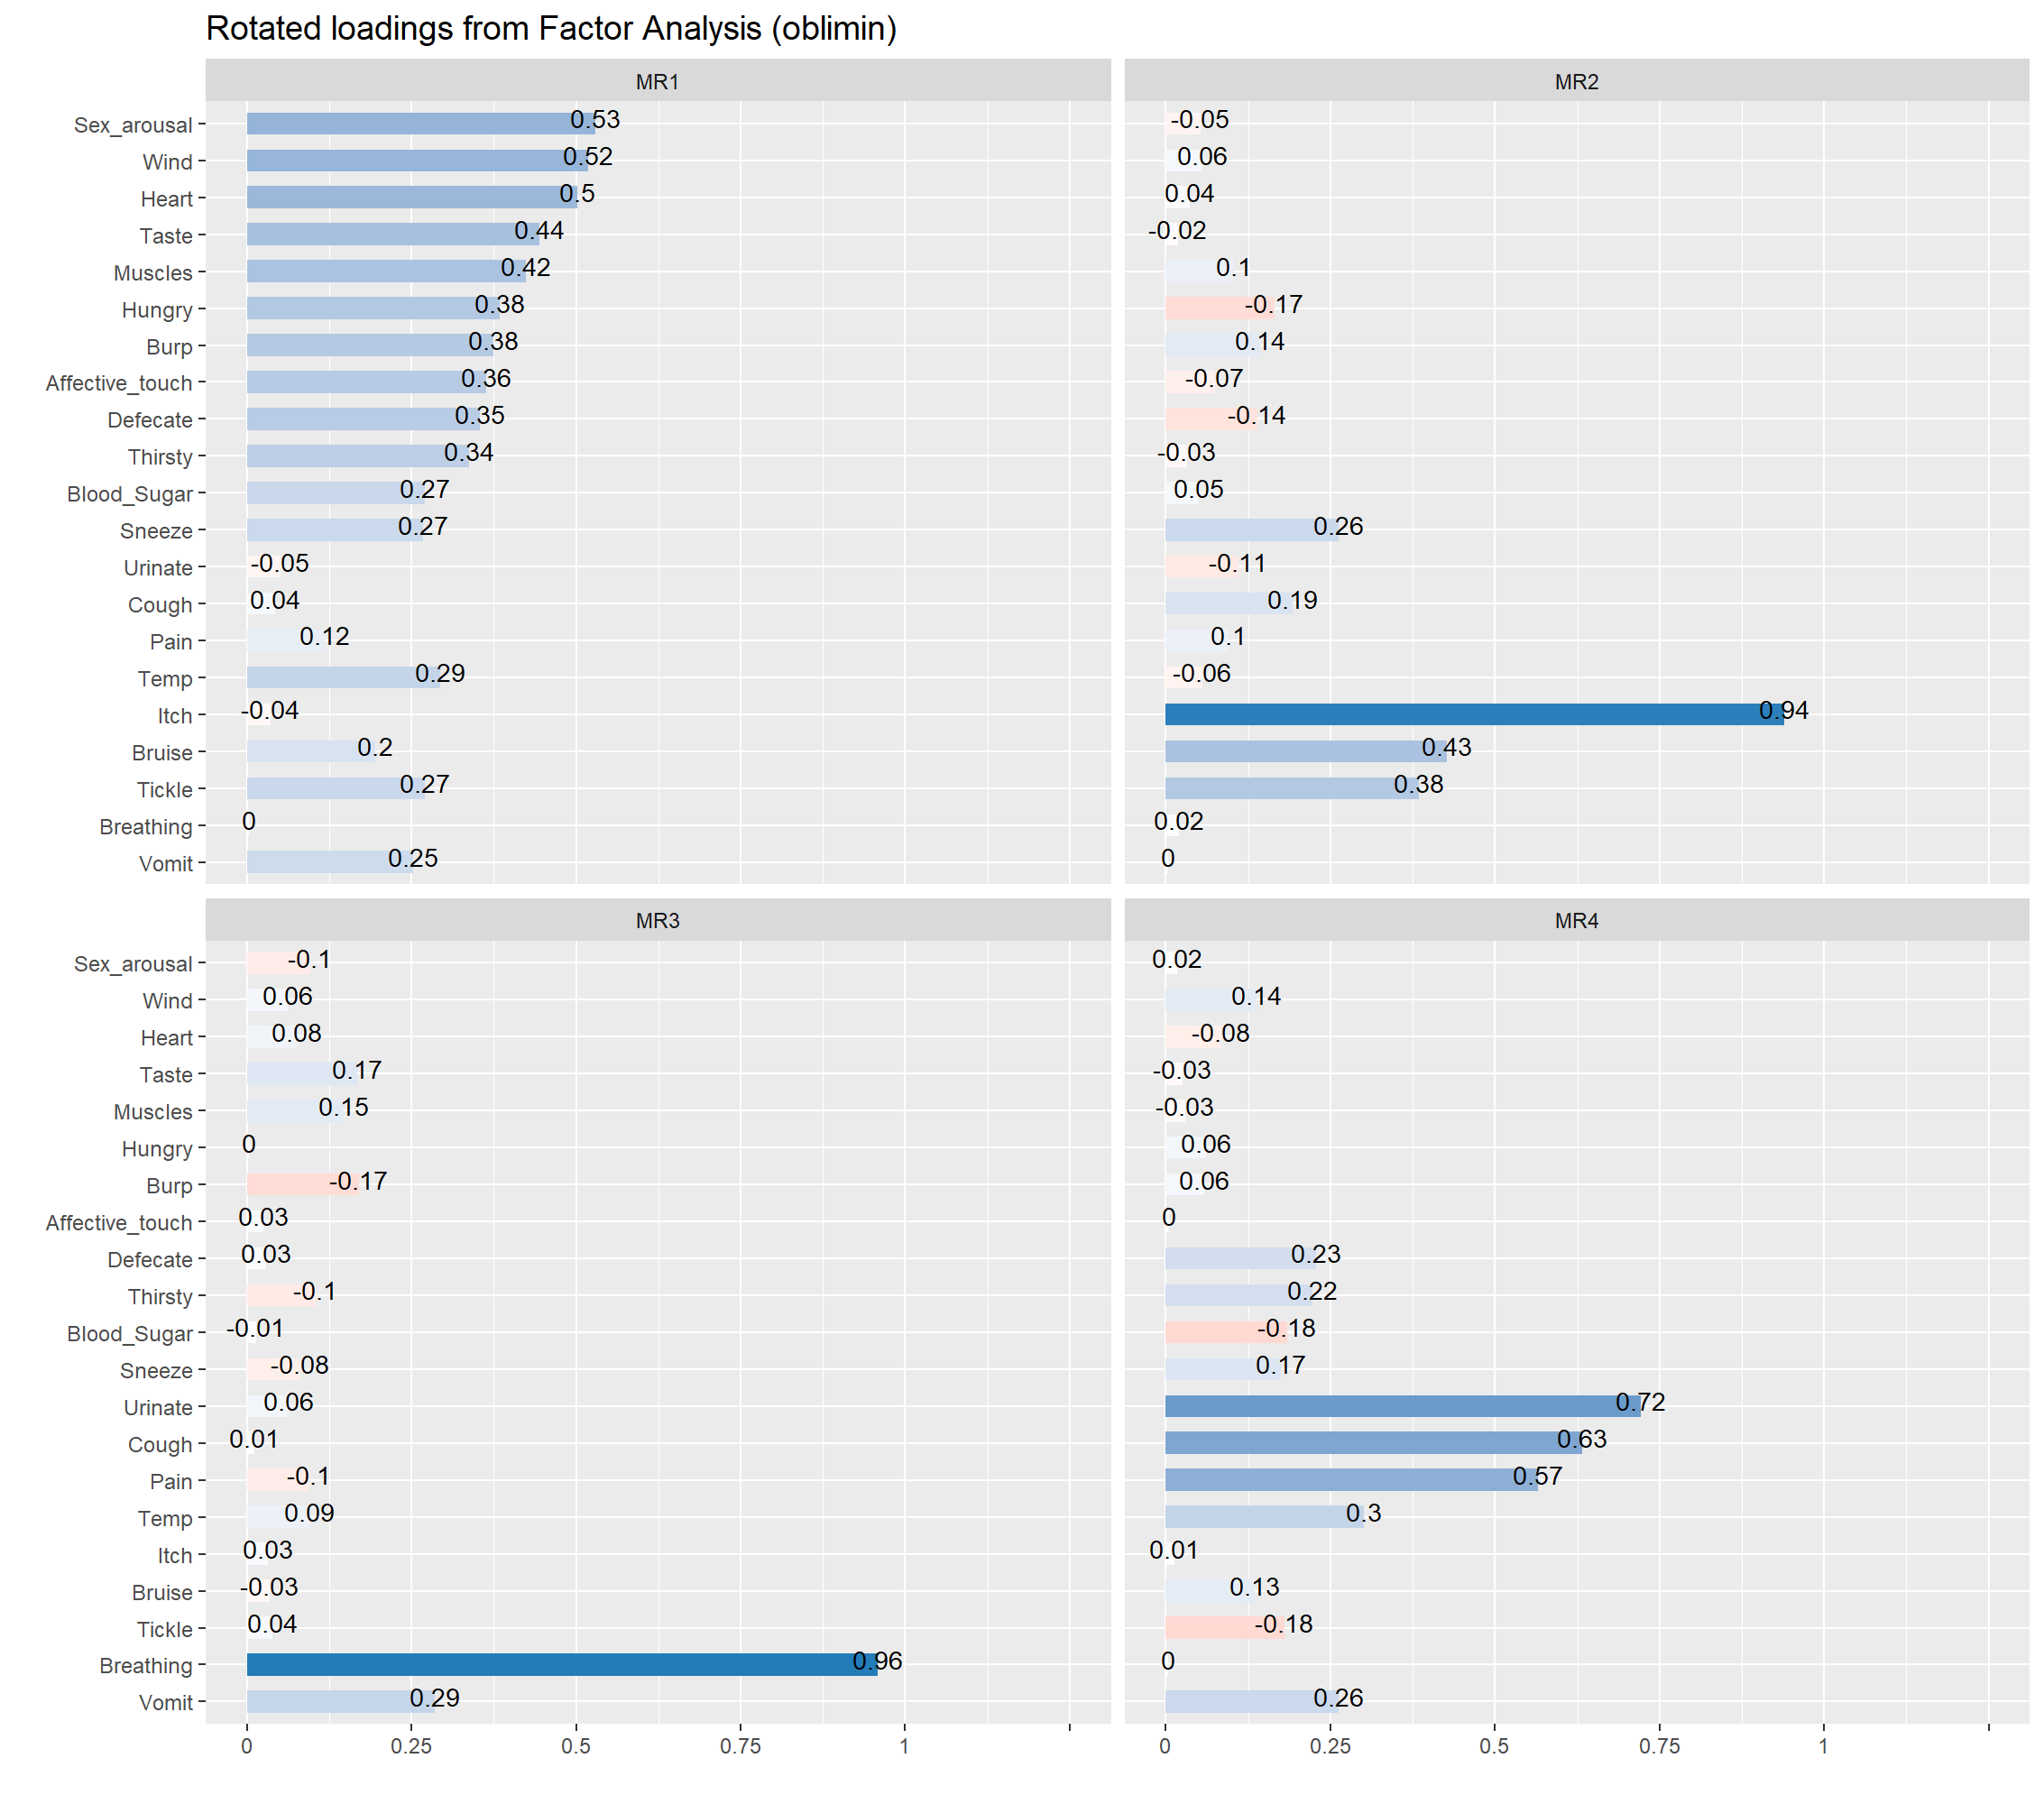 Rotated loadings from Factor Analysis (oblimin)
MR1 MR2
Sex_arousal 0.53 -0.05
Wind 0.52 0.06
Heart 0.5 0.04
Taste 0.44 -0.02
Muscles 0.42 0.1
Hungry 0.38 -0.17
Burp 0.38 0.14
Affective_touch 0.36 -0.07
Defecate 0.35 -0.14
Thirsty 0.34 -0.03
Blood_Sugar 0.27 0.05
Sneeze 0.27 0.26
Urinate -0.05 -0.11
Cough 0.04 0.19
Pain 0.12 0.1
Temp 0.29 -0.06
Itch -0.04 0.94
Bruise 0.2 0.43
Tickle 0.27 0.38
Breathing 0 0.02
Vomit 0.25 0
MR3 MR4
Sex_arousal -0.1 0.02
Wind 0.06 0.14
Heart 0.08 -0.08
Taste 0.17 -0.03
Muscles 0.15 -0.03
Hungry 0 0.06
Burp -0.17 0.06
Affective_touch 0.03 0
Defecate 0.03 0.23
Thirsty -0.1 0.22
Blood_Sugar -0.01 -0.18
Sneeze -0.08 0.17
Urinate 0.06 0.72
Cough 0.01 0.63
Pain -0.1 0.57
Temp 0.09 0.3
Itch 0.03 0.01
Bruise -0.03 0.13
Tickle 0.04 -0.18
Breathing 0.96 0
Vomit 0.29 0.26
0 0.25 0.5 0.75 1 0 0.25 0.5 0.75 1